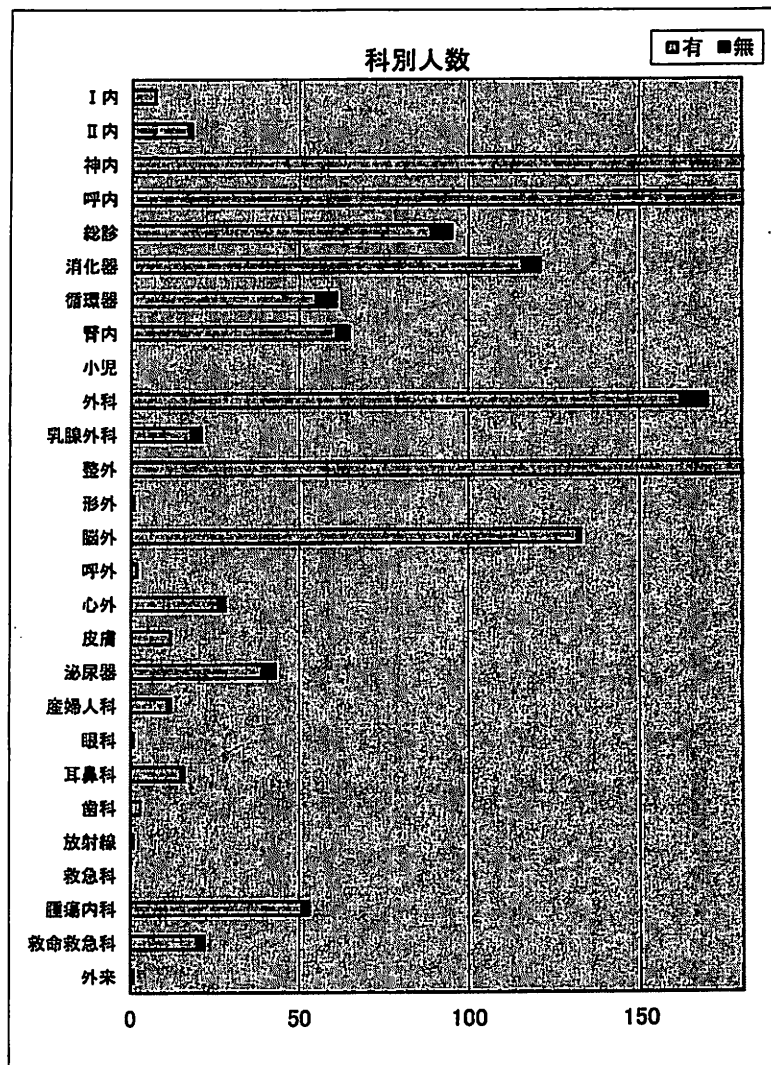 科別人数
有 無
Ⅰ内
Ⅱ内
神内
呼内
総診
消化器
循環器
腎内
小児
外科
乳腺外科
整外
形外
脳外
呼外
心外
皮膚
泌尿器
産婦人科
眼科
耳鼻科
歯科
放射線
救急科
腫瘍内科
救命救急科
外来
0 50 100 150